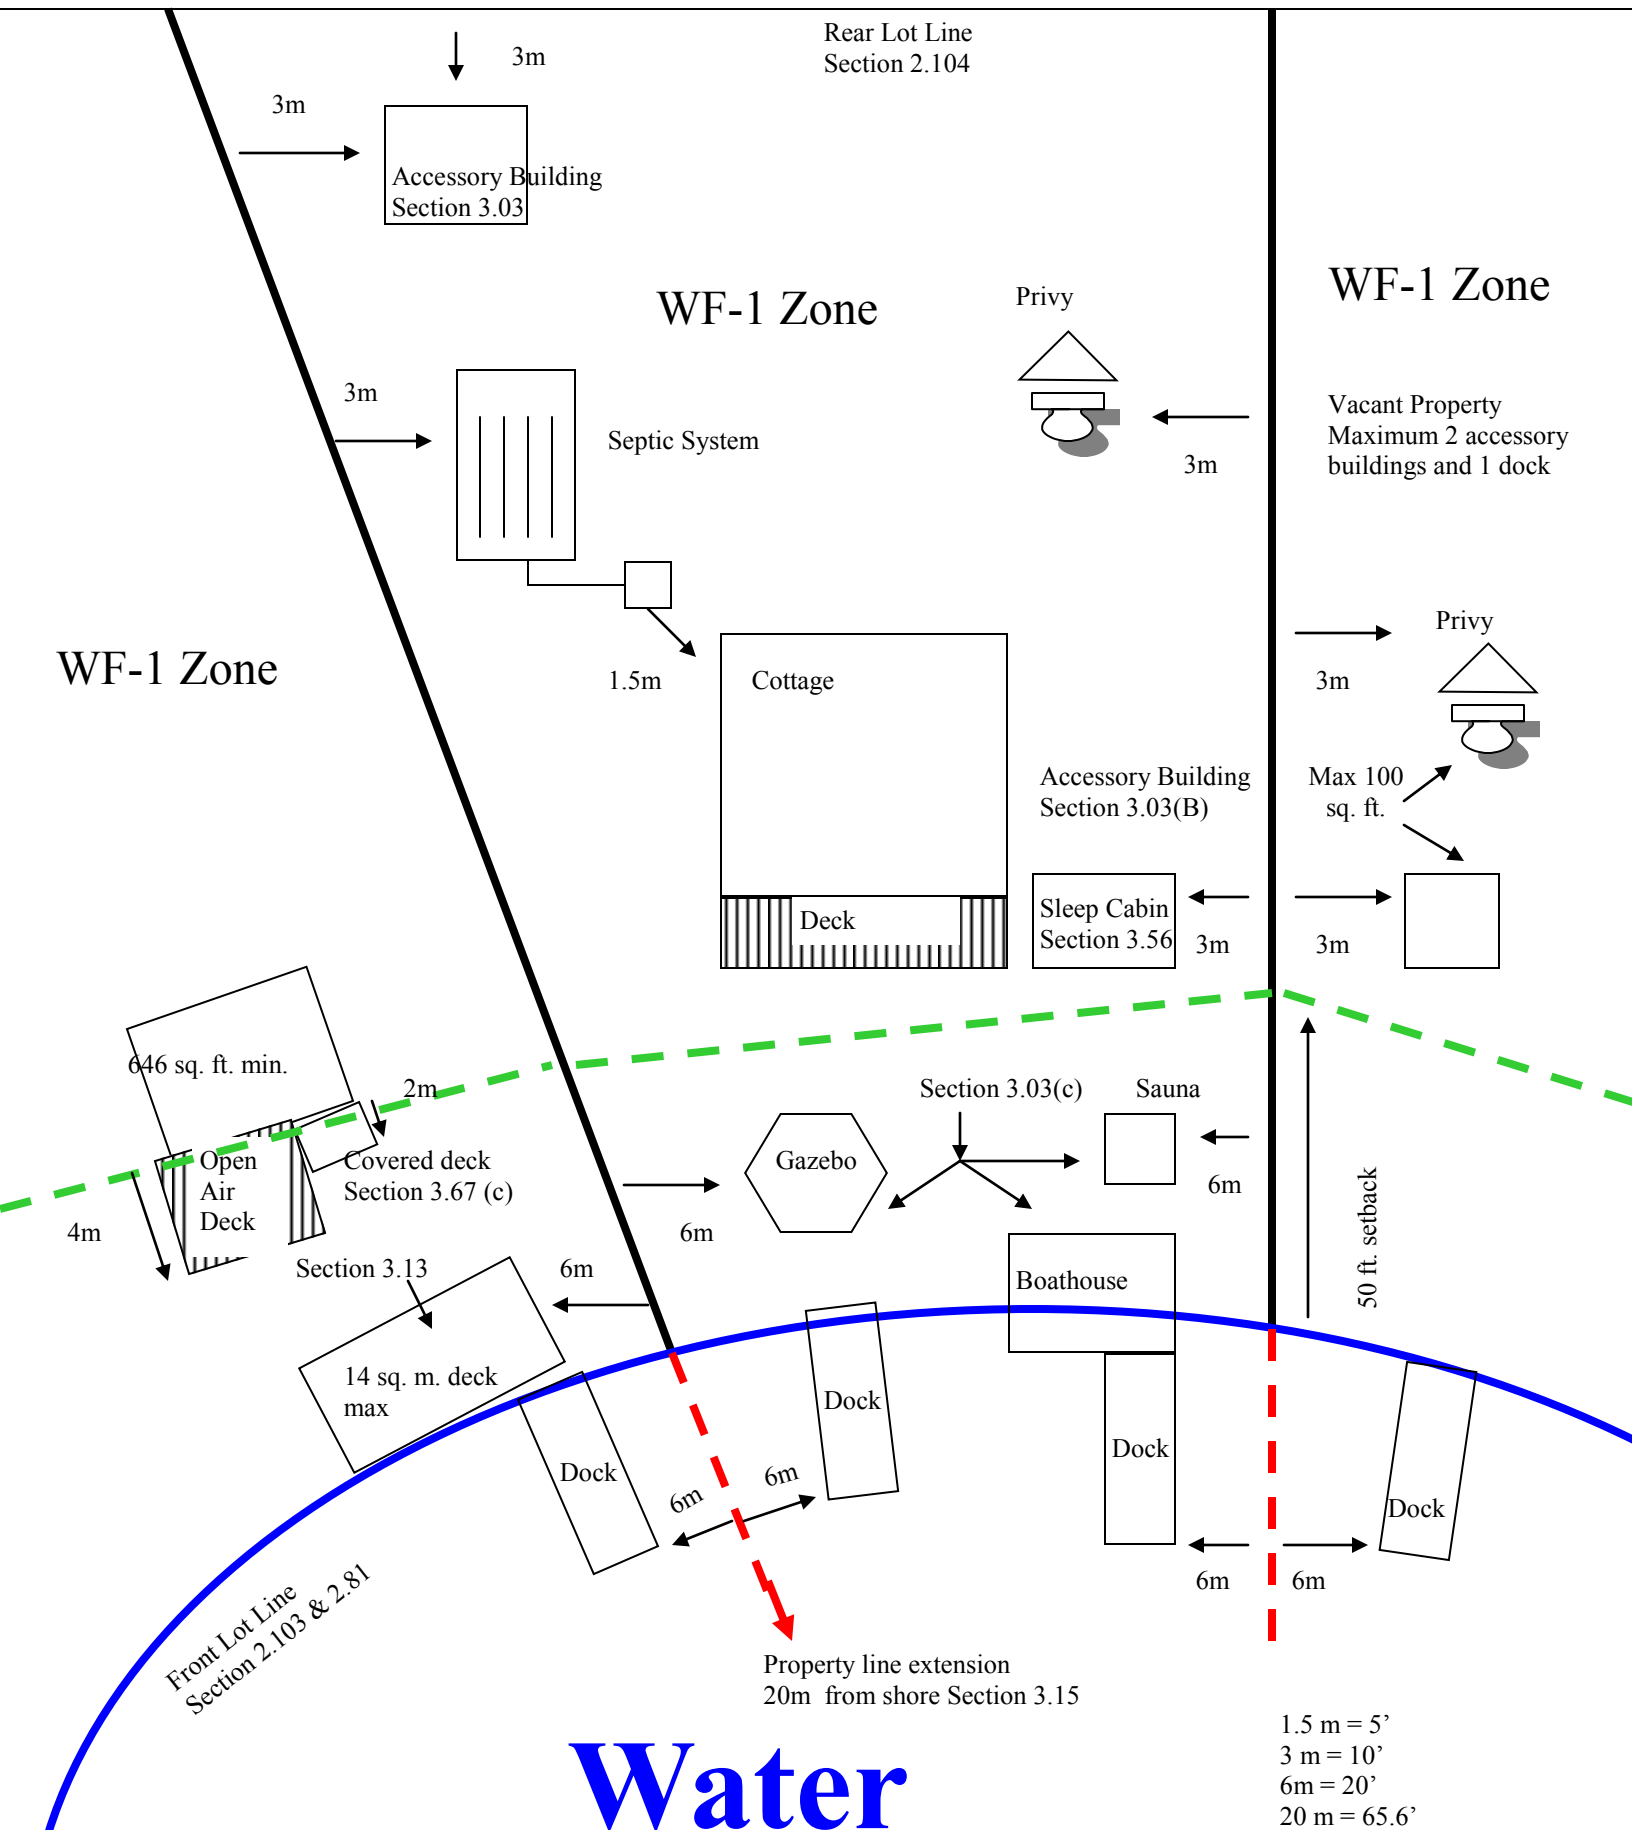 Rear Lot Line
Section 2.104
3m
3m
Accessory Building
Section 3.03
WF-1 Zone
Privy
WF-1 Zone
3m
Septic System
3m
Vacant Property
Maximum 2 accessory
buildings and 1 dock
WF-1 Zone
1.5m
Cottage
Privy
3m
Accessory Building
Section 3.03(B)
Max 100
sq. ft.
Deck
Sleep Cabin
Section 3.56
3m
3m
646 sq. ft. min.
2m
Section 3.03(c)
Sauna
Open
Air
Deck
Covered deck
Section 3.67 (c)
Gazebo
6m
4m
6m
50 ft. setback
Section 3.13
6m
Boathouse
14 sq. m. deck
max
Dock
Dock
Dock
Dock
6m
6m
6m
6m
Front Lot Line
Section 2.103 & 2.81
Property line extension
20m  from shore Section 3.15
Water
1.5 m = 5’
3 m = 10’
6m = 20’
20 m = 65.6’